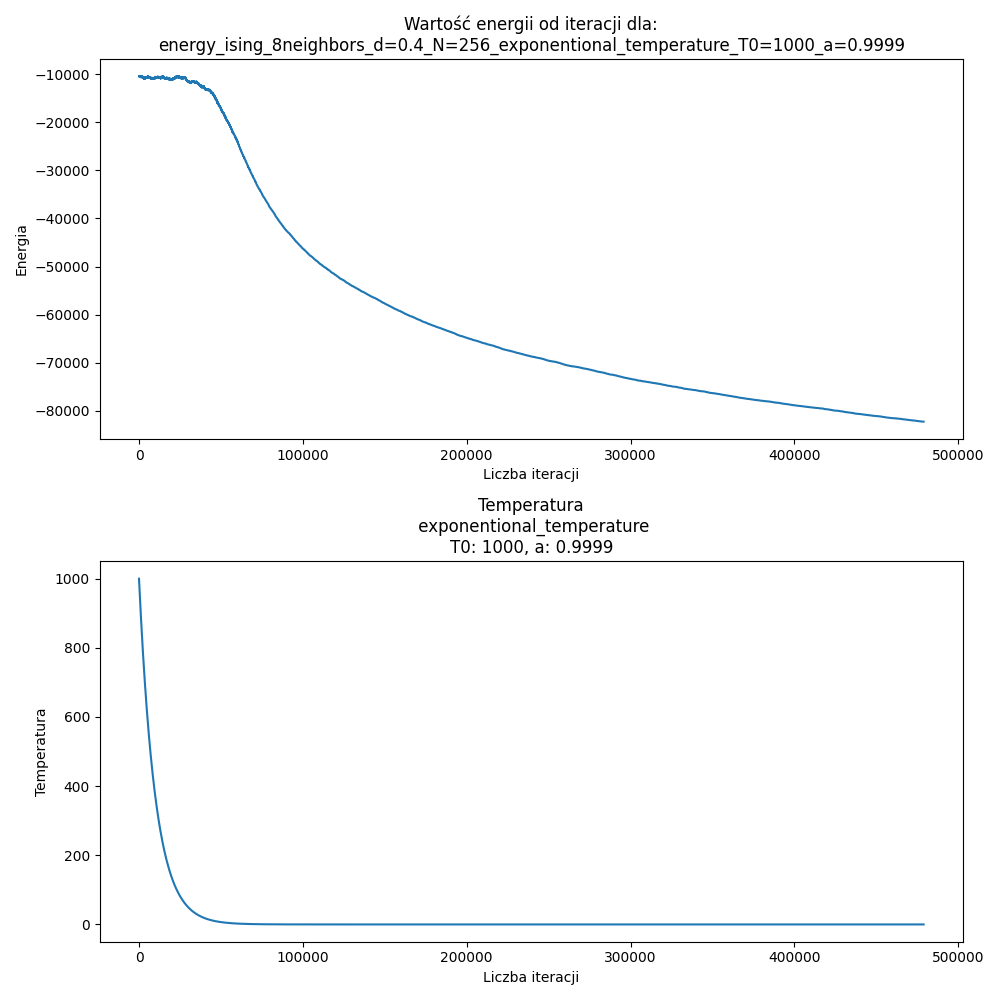 Wartość energii od iteracji dla:
energy_ising_8neighbors_d=0.4_N=256_exponentional_temperature_T0=1000_a=0.9999
−10000
−20000
−30000
−40000
−50000
−60000
−70000
−80000
Energia
0 100000 200000 300000 400000 500000
Liczba iteracji
Temperatura
exponentional_temperature
T0: 1000, a: 0.9999
1000
800
600
400
200
0
Temperatura
0 100000 200000 300000 400000 500000
Liczba iteracji